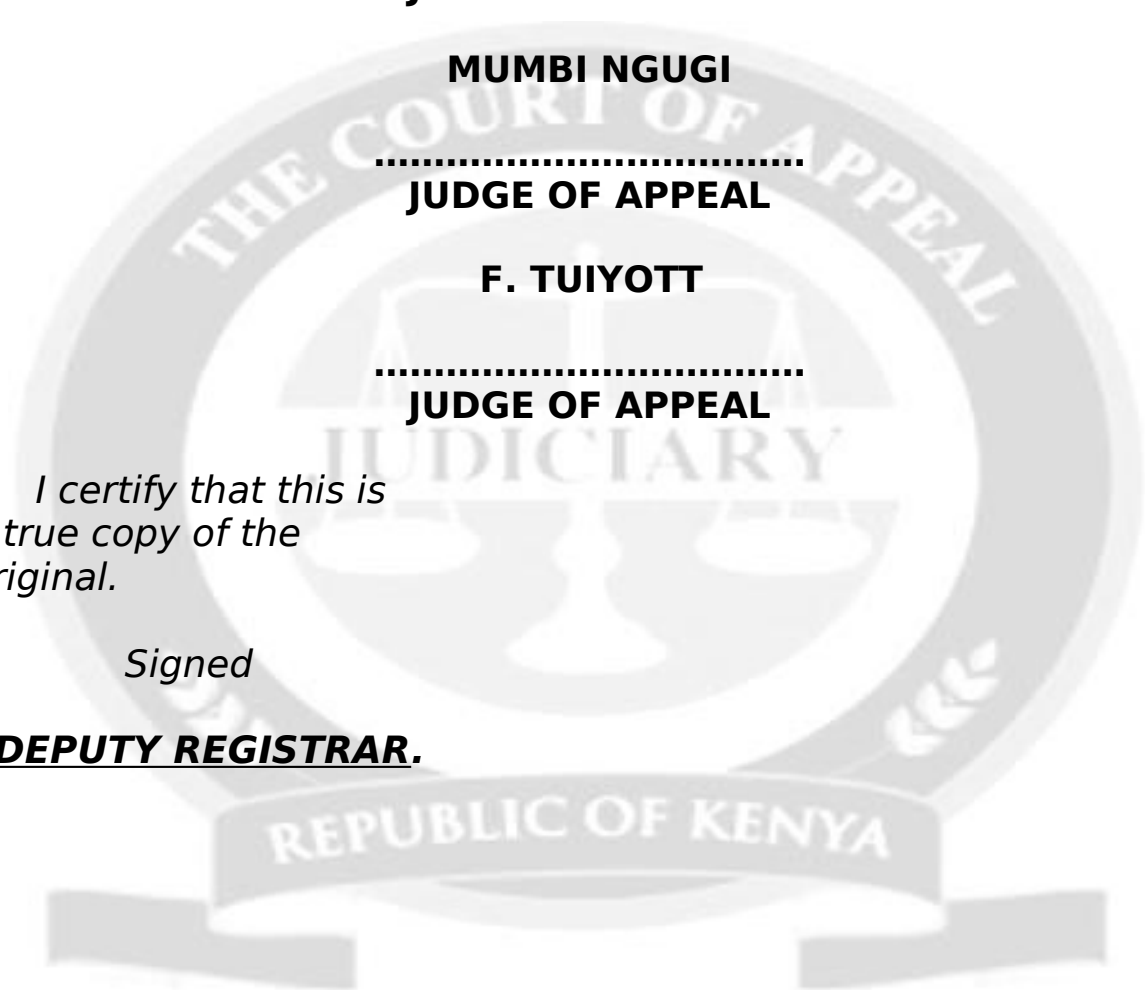 MUMBI NGUGI
....................................
JUDGE OF APPEAL
F. TUIYOTT
....................................
JUDGE OF APPEAL
I certify that this is
true copy of the
Signed
DEPUTY REGISTRAR.
THE COURT OF APPEAL
JUDICIARY
REPUBLIC OF KENYA